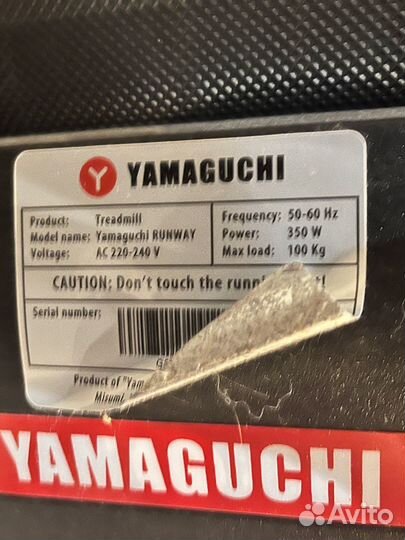 Y YAMAGUCHI
Product: Treadmill
Model name: Yamaguchi RUNWAY
Voltage: AC 220-240 V
Frequency: 50-60 Hz
Power: 350 W
Max load: 100 Kg
CAUTION: Don't touch the runni
Serial number:
Product of "Yam
Misumi,
YAMAGUCHI
Avito